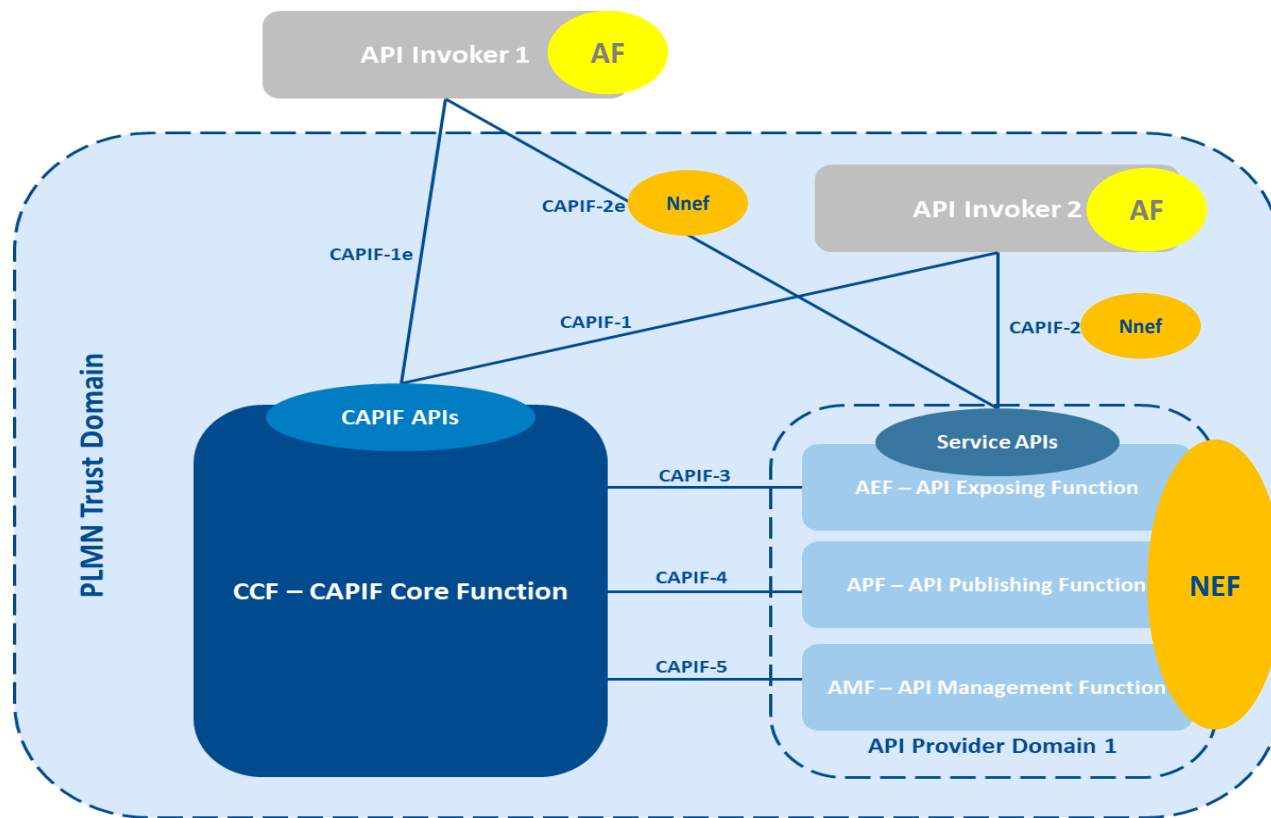 API Invoker 1
AF
CAPIF-2e
Nnef
API Invoker 2
AF
CAPIF-1e
CAPIF-1
CAPIF-2
Nnef
PLMN Trust Domain
CAPIF APIs
Service APIs
CAPIF-3
AEF – API Exposing Function
CCF – CAPIF Core Function
CAPIF-4
APF – API Publishing Function
NEF
CAPIF-5
AMF – API Management Function
API Provider Domain 1